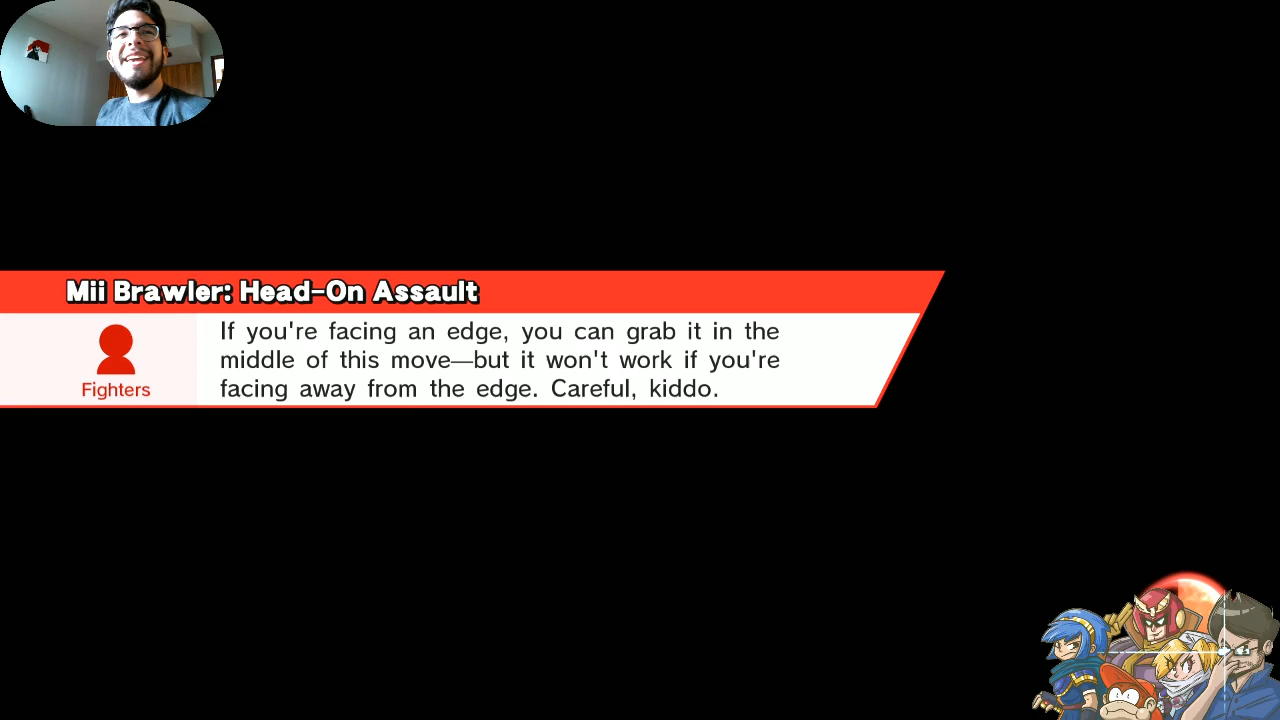 Mii Brawler: Head-On Assault
Fighters
If you're facing an edge, you can grab it in the
middle of this move—but it won't work if you're
facing away from the edge. Careful, kiddo.